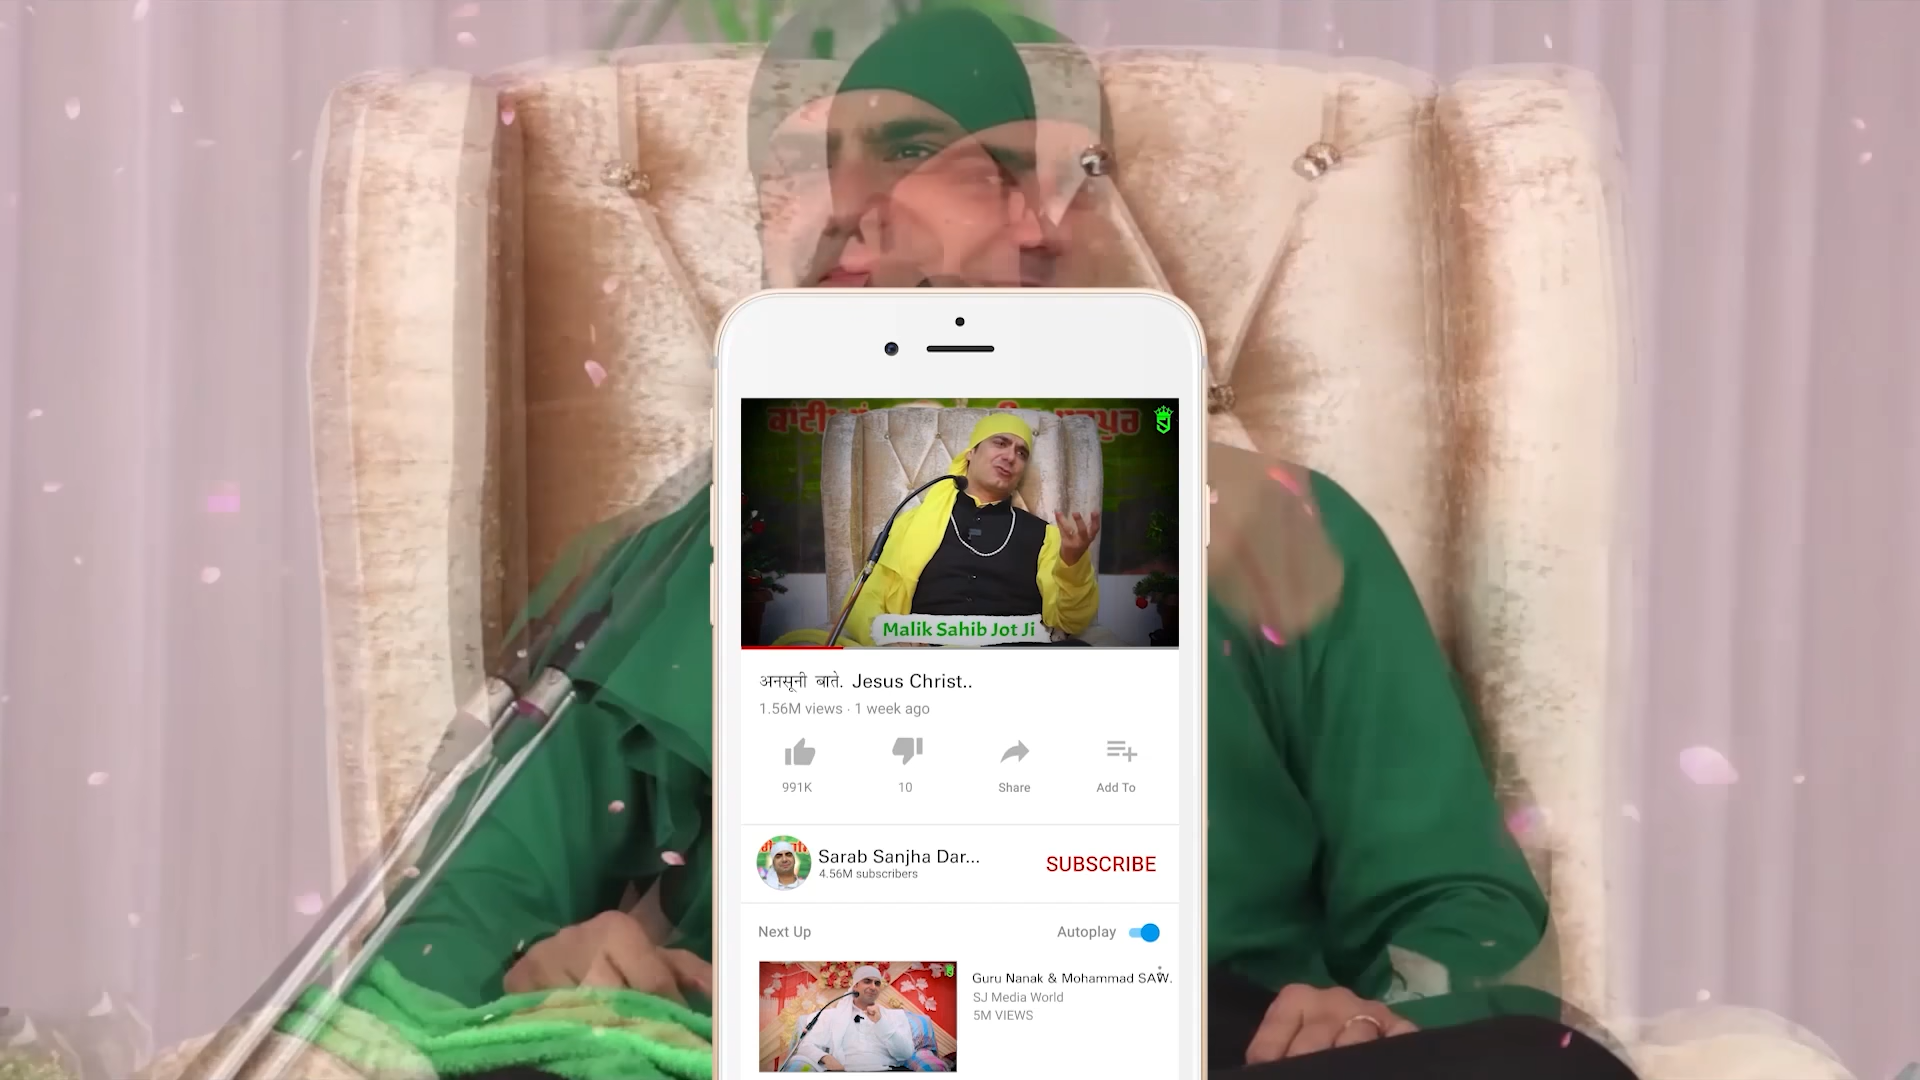 Malik Sahib Jot Ji
अनसूनी बाते. Jesus Christ..
1.56M views · 1 week ago
991K
10
Share
Add To
Sarab Sanjha Dar...
4.56M subscribers
SUBSCRIBE
Next Up
Autoplay
Guru Nanak & Mohammad SAW.
SJ Media World
5M VIEWS